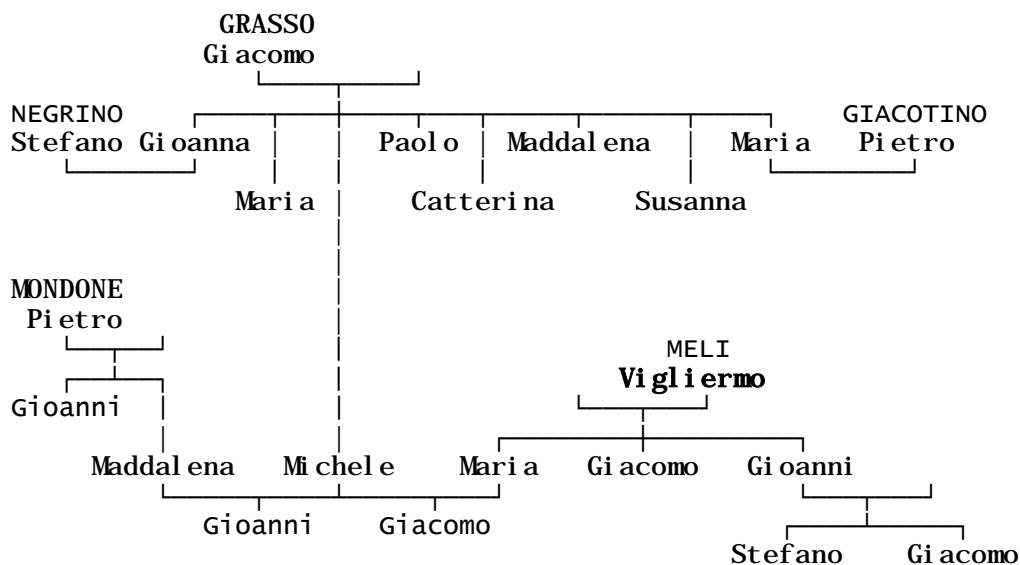 GRASSO
Giacomo
NEGRINO GIACOTINO
Stefano Gioanna Paolo Maddalena Maria Pietro
Maria Catterina Susanna
MONDONE
Pietro
MELI
Vigliermo
Gioanni
Maddalena Michele Maria Giacomo Gioanni
Gioanni Giacomo
Stefano Giacomo